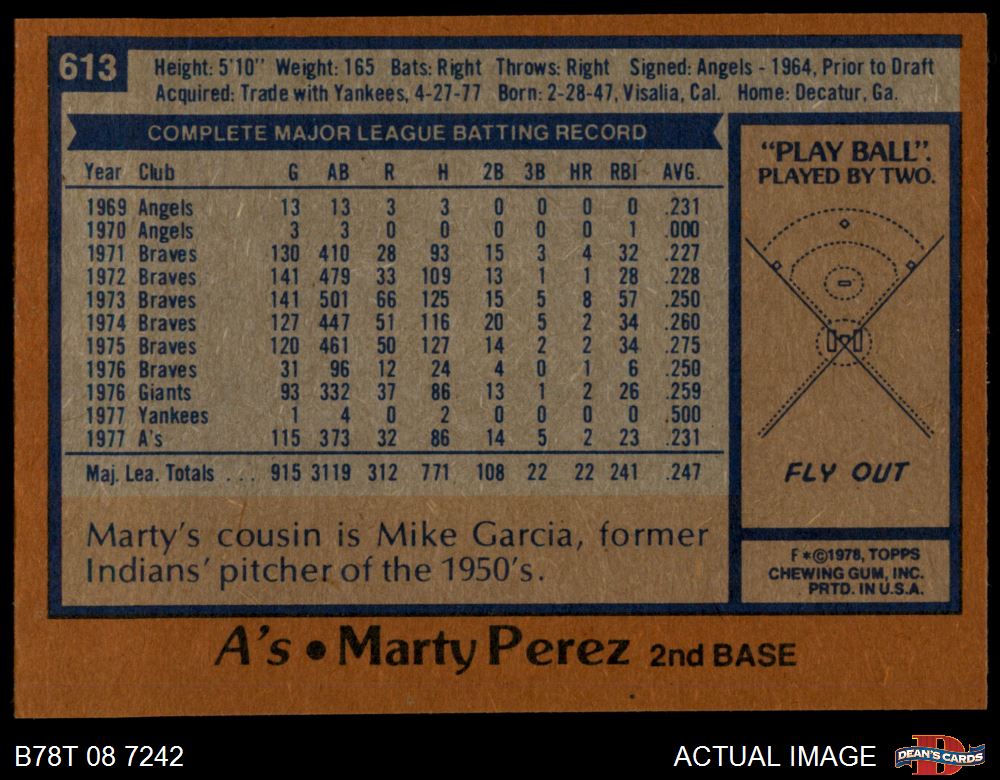 613
Height: 5'10" Weight: 165 Bats: Right Throws: Right Signed: Angels - 1964, Prior to Draft
Acquired: Trade with Yankees, 4-27-77 Born: 2-28-47, Visalia, Cal. Home: Decatur, Ga.
COMPLETE MAJOR LEAGUE BATTING RECORD
Year Club G AB R H 2B 3B HR RBI AVG.
1969 Angels 13 13 3 3 0 0 0 0 .231
1970 Angels 3 3 0 0 0 0 0 1 .000
1971 Braves 130 410 28 93 15 3 4 32 .227
1972 Braves 141 479 33 109 13 1 1 28 .228
1973 Braves 141 501 66 125 15 5 8 57 .250
1974 Braves 127 447 51 116 20 5 2 34 .260
1975 Braves 120 461 50 127 14 2 2 34 .275
1976 Braves 31 96 12 24 4 0 1 6 .250
1976 Giants 93 332 37 86 13 1 2 26 .259
1977 Yankees 1 4 0 2 0 0 0 0 .500
1977 A's 115 373 32 86 14 5 2 23 .231
Maj. Lea. Totals . . . 915 3119 312 771 108 22 22 241 .247
Marty's cousin is Mike Garcia, former
Indians' pitcher of the 1950's.
"PLAY BALL".
PLAYED BY TWO.
FLY OUT
F *©1978, TOPPS
CHEWING GUM, INC.
PRTD. IN U.S.A.
A's • Marty Perez 2nd BASE
B78T 08 7242
ACTUAL IMAGE
DEAN'S CARDS